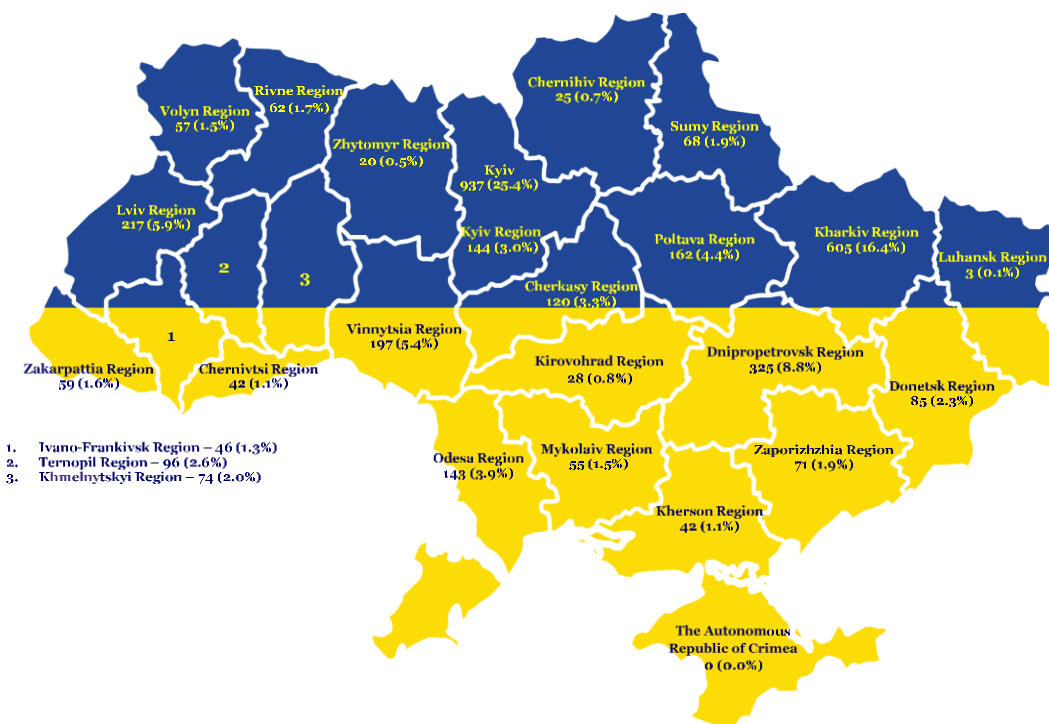 Chernihiv Region
25 (0.7%)
Rivne Region
62 (1.7%)
Volyn Region
57 (1.5%)
Sumy Region
68 (1.9%)
Zhytomyr Region
20 (0.5%)
Kyiv
937 (25.4%)
Lviv Region
217 (5.9%)
Kyiv Region
144 (3.0%)
Poltava Region
162 (4.4%)
Kharkiv Region
605 (16.4%)
Luhansk Region
3 (0.1%)
2
3
Cherkasy Region
120 (3.3%)
1
Vinnytsia Region
197 (5.4%)
Zakarpattia Region
59 (1.6%)
Chernivtsi Region
42 (1.1%)
Kirovohrad Region
28 (0.8%)
Dnipropetrovsk Region
325 (8.8%)
Donetsk Region
85 (2.3%)
1. Ivano-Frankivsk Region – 46 (1.3%)
2. Ternopil Region – 96 (2.6%)
3. Khmelnytskyi Region – 74 (2.0%)
Odesa Region
143 (3.9%)
Mykolaiv Region
55 (1.5%)
Zaporizhzhia Region
71 (1.9%)
Kherson Region
42 (1.1%)
The Autonomous
Republic of Crimea
0 (0.0%)